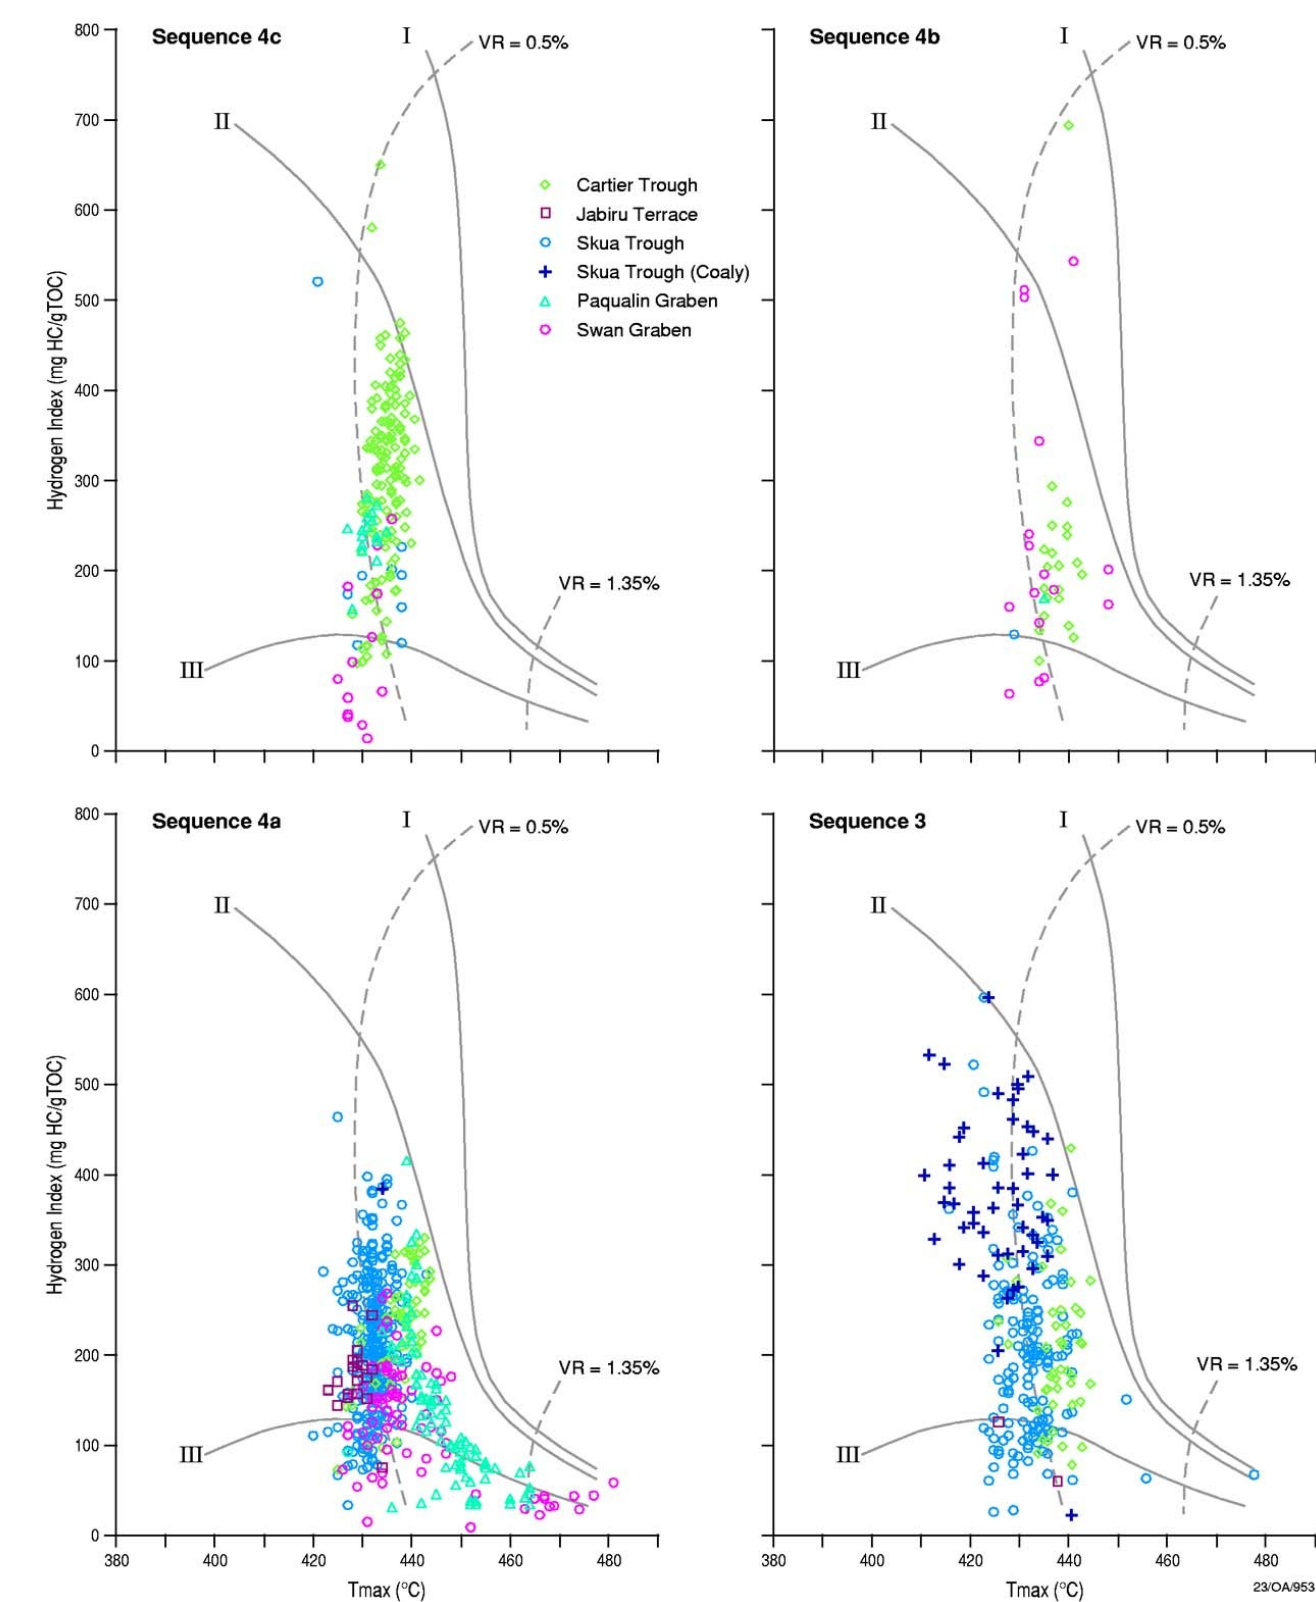 Sequence 4c
I
VR = 0.5%
II
III
VR = 1.35%
800
700
600
500
400
300
200
100
0
Hydrogen Index (mg HC/gTOC)
Cartier Trough
Jabiru Terrace
Skua Trough
Skua Trough (Coaly)
Paqualin Graben
Swan Graben
Sequence 4b
I
VR = 0.5%
II
III
VR = 1.35%
Sequence 4a
I
VR = 0.5%
II
III
VR = 1.35%
800
700
600
500
400
300
200
100
0
Hydrogen Index (mg HC/gTOC)
380 400 420 440 460 480
Tmax (°C)
Sequence 3
I
VR = 0.5%
II
III
VR = 1.35%
380 400 420 440 460 480
Tmax (°C)
23/OA/953